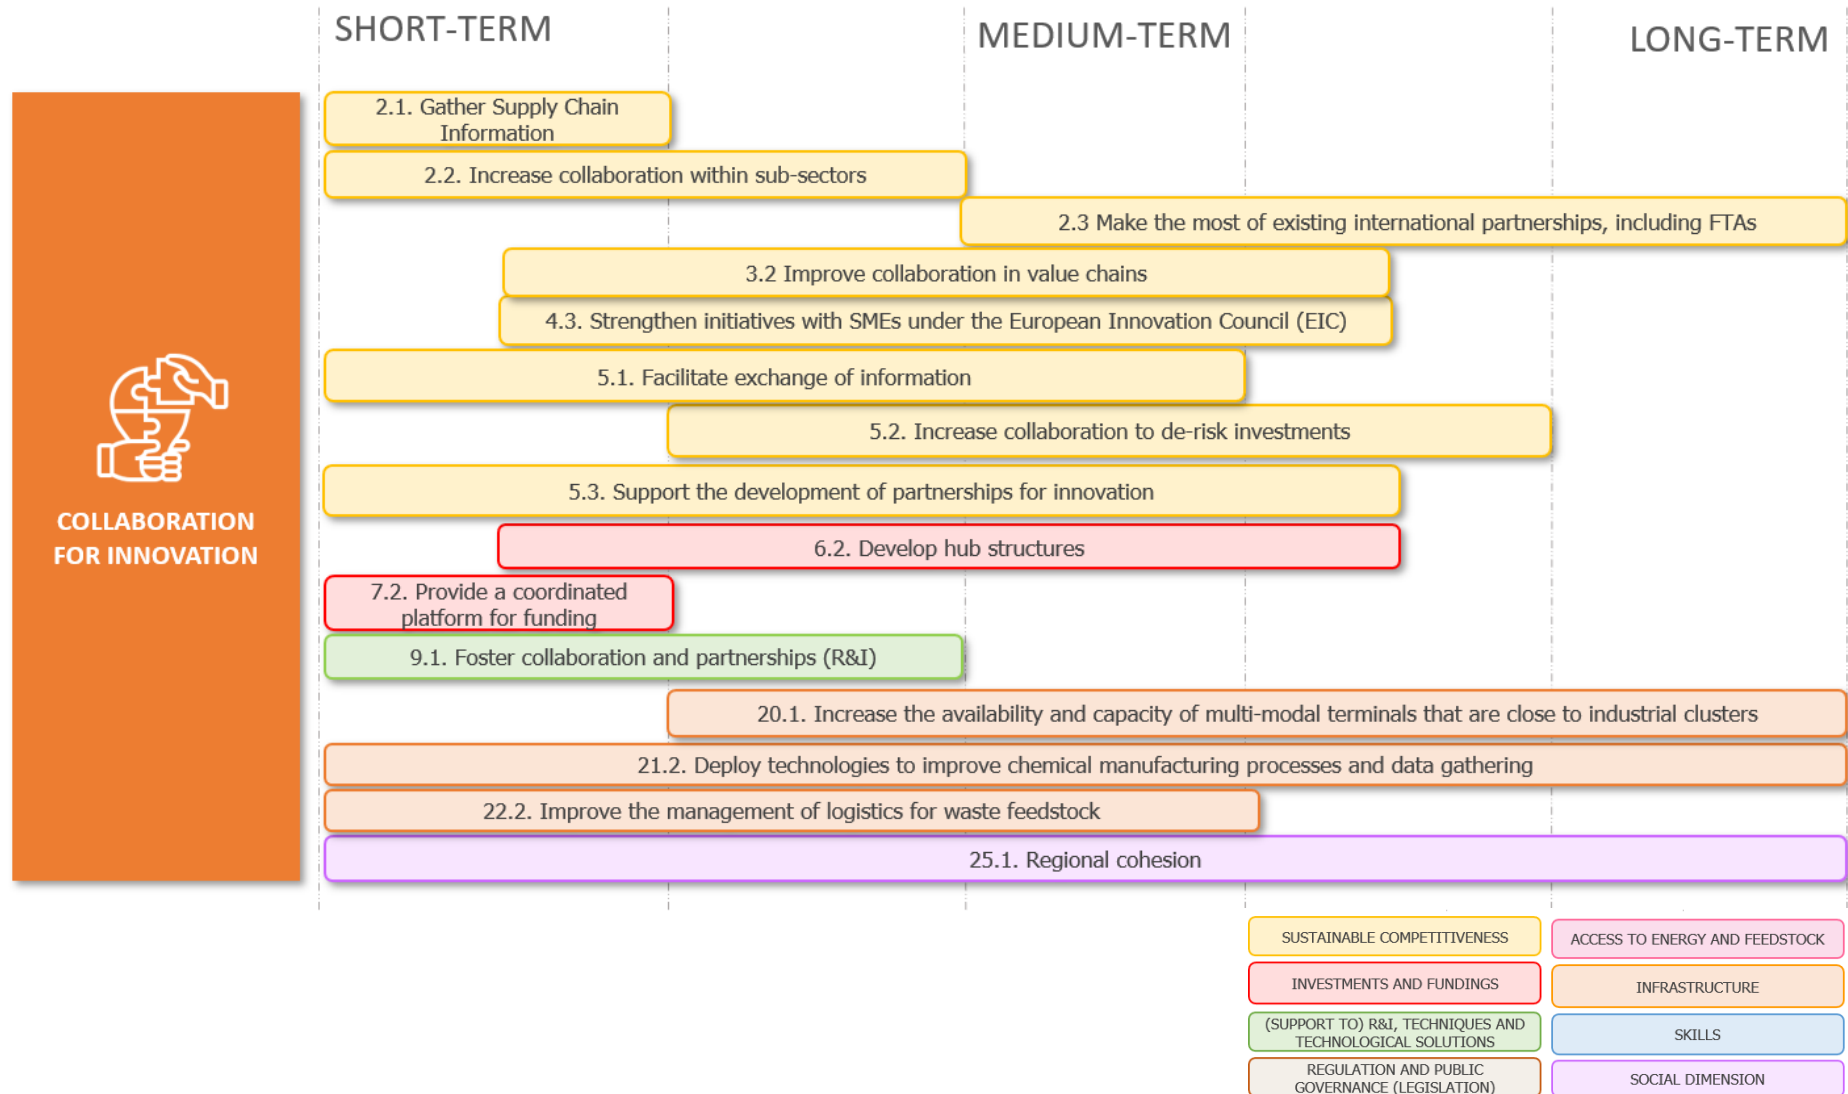 SHORT-TERM
MEDIUM-TERM
LONG-TERM
2.1. Gather Supply Chain
Information
2.2. Increase collaboration within sub-sectors
2.3 Make the most of existing international partnerships, including FTAs
3.2 Improve collaboration in value chains
4.3. Strengthen initiatives with SMEs under the European Innovation Council (EIC)
5.1. Facilitate exchange of information
5.2. Increase collaboration to de-risk investments
5.3. Support the development of partnerships for innovation
COLLABORATION
FOR INNOVATION
6.2. Develop hub structures
7.2. Provide a coordinated
platform for funding
9.1. Foster collaboration and partnerships (R&I)
20.1. Increase the availability and capacity of multi-modal terminals that are close to industrial clusters
21.2. Deploy technologies to improve chemical manufacturing processes and data gathering
22.2. Improve the management of logistics for waste feedstock
25.1. Regional cohesion
SUSTAINABLE COMPETITIVENESS
ACCESS TO ENERGY AND FEEDSTOCK
INVESTMENTS AND FUNDINGS
INFRASTRUCTURE
(SUPPORT TO) R&I, TECHNIQUES AND
TECHNOLOGICAL SOLUTIONS
SKILLS
REGULATION AND PUBLIC
GOVERNANCE (LEGISLATION)
SOCIAL DIMENSION